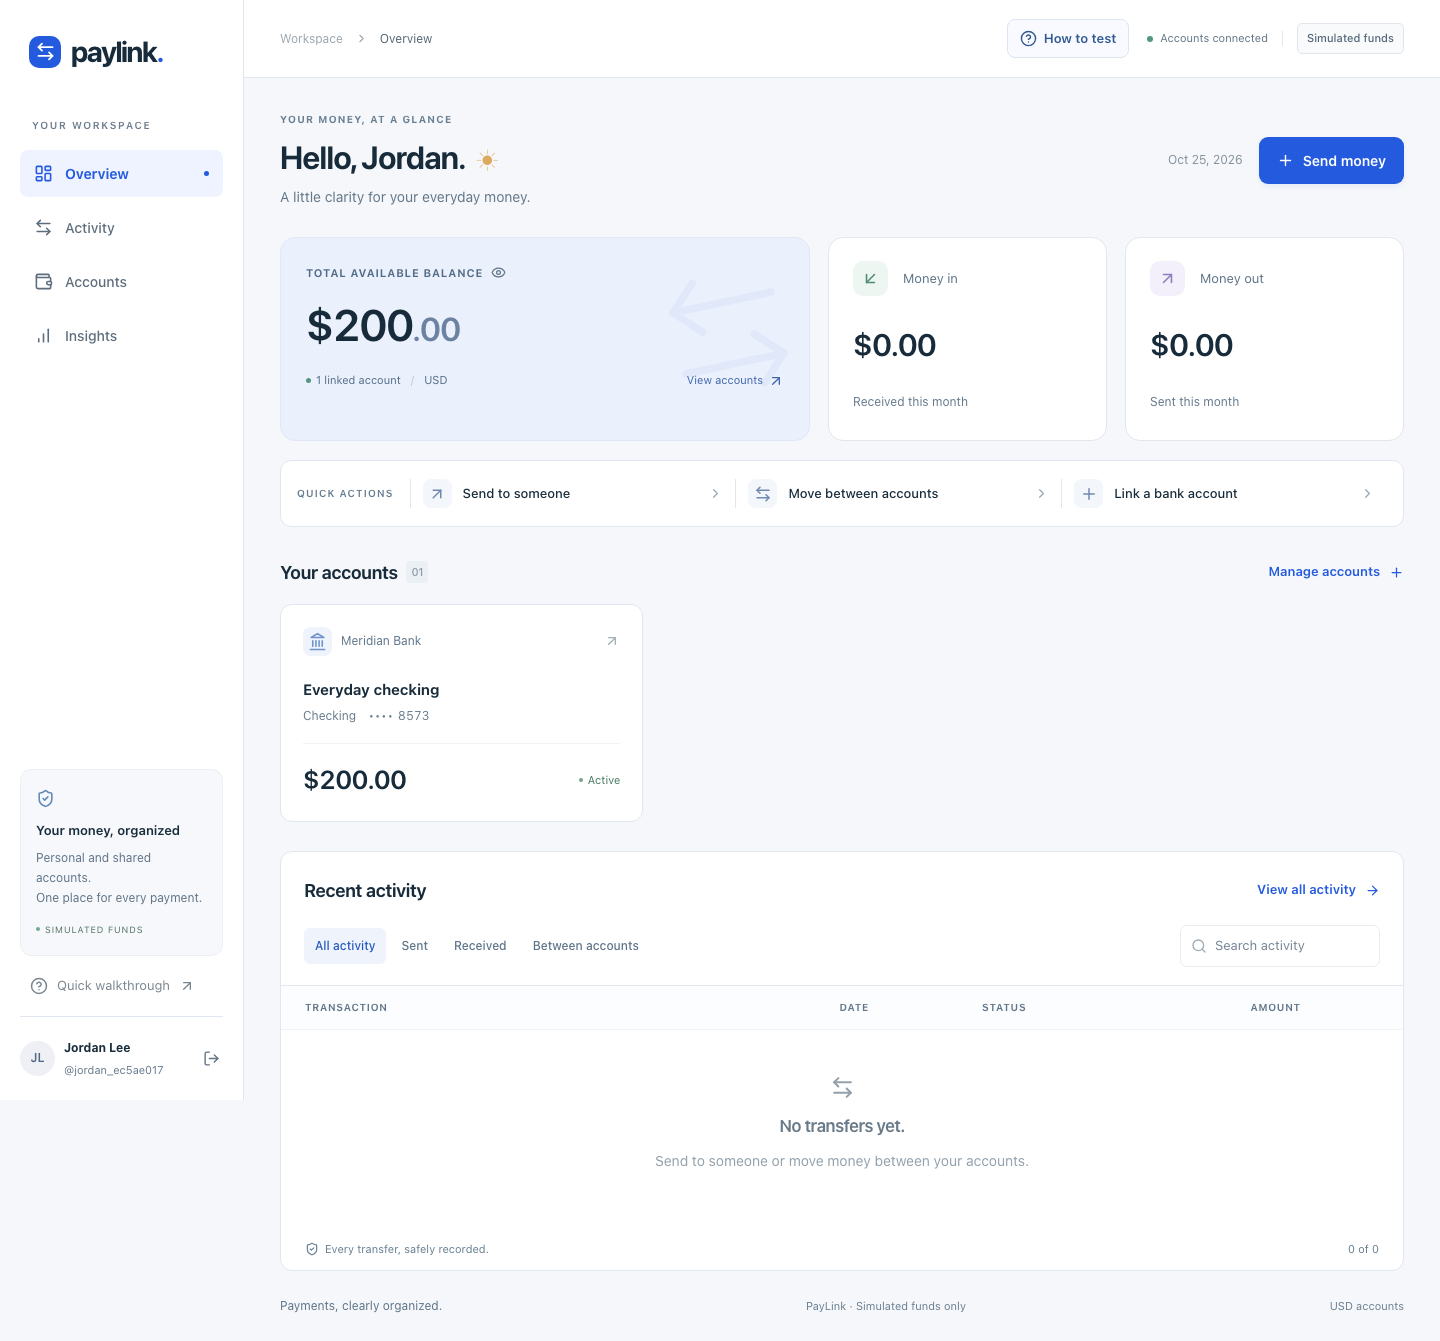 paylink.
YOUR WORKSPACE
Overview
Activity
Accounts
Insights
Your money, organized
Personal and shared
accounts.
One place for every payment.
SIMULATED FUNDS
Quick walkthrough
JL
Jordan Lee
@jordan_ec5ae017
Workspace > Overview
How to test
Accounts connected
Simulated funds
YOUR MONEY, AT A GLANCE
Hello, Jordan.
A little clarity for your everyday money.
Oct 25, 2026
+ Send money
TOTAL AVAILABLE BALANCE
$200.00
1 linked account / USD
View accounts
Money in
$0.00
Received this month
Money out
$0.00
Sent this month
QUICK ACTIONS
Send to someone
Move between accounts
Link a bank account
Your accounts 01
Manage accounts +
Meridian Bank
Everyday checking
Checking •••• 8573
$200.00
Active
Recent activity
View all activity
All activity
Sent
Received
Between accounts
Search activity
TRANSACTION
DATE
STATUS
AMOUNT
No transfers yet.
Send to someone or move money between your accounts.
Every transfer, safely recorded.
0 of 0
Payments, clearly organized.
PayLink · Simulated funds only
USD accounts